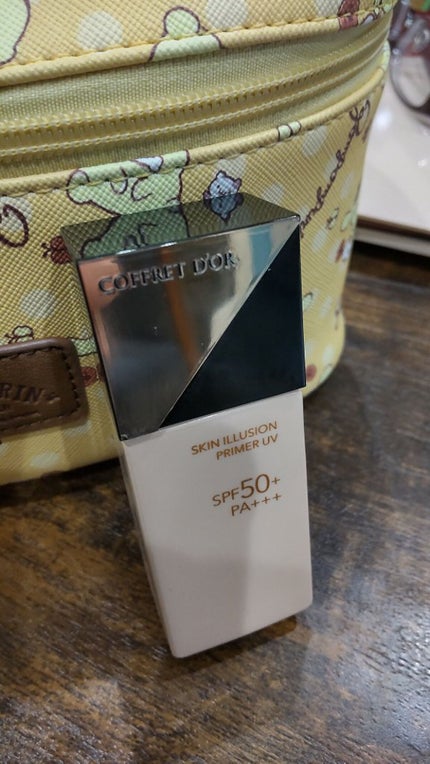 COFFRET D'OR
SKIN ILLUSION
PRIMER UV
SPF50+
PA+++